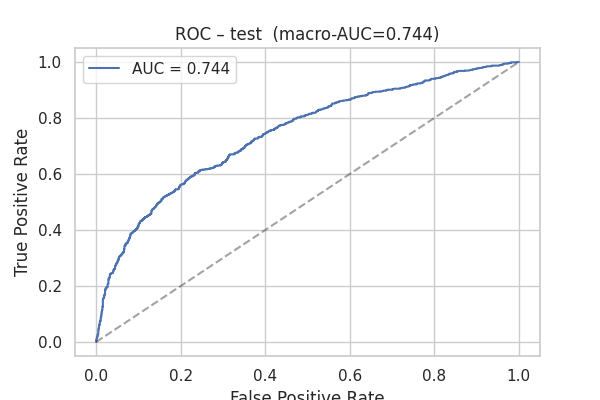 ROC – test  (macro-AUC=0.744)
AUC = 0.744
True Positive Rate
1.0
0.8
0.6
0.4
0.2
0.0
0.0 0.2 0.4 0.6 0.8 1.0
False Positive Rate